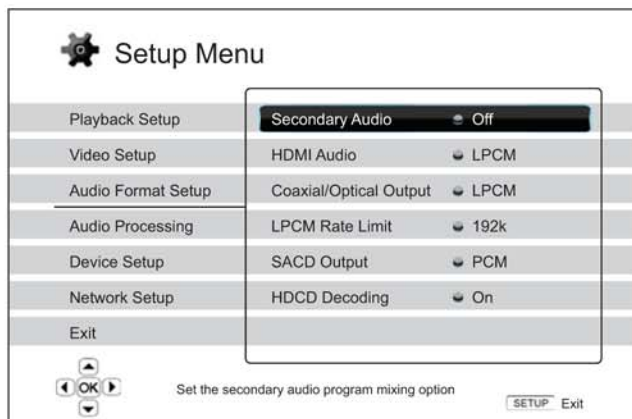 Setup Menu
Playback Setup
Video Setup
Audio Format Setup
Audio Processing
Device Setup
Network Setup
Exit
Secondary Audio Off
HDMI Audio LPCM
Coaxial/Optical Output LPCM
LPCM Rate Limit 192k
SACD Output PCM
HDCD Decoding On
OK
Set the secondary audio program mixing option
SETUP Exit